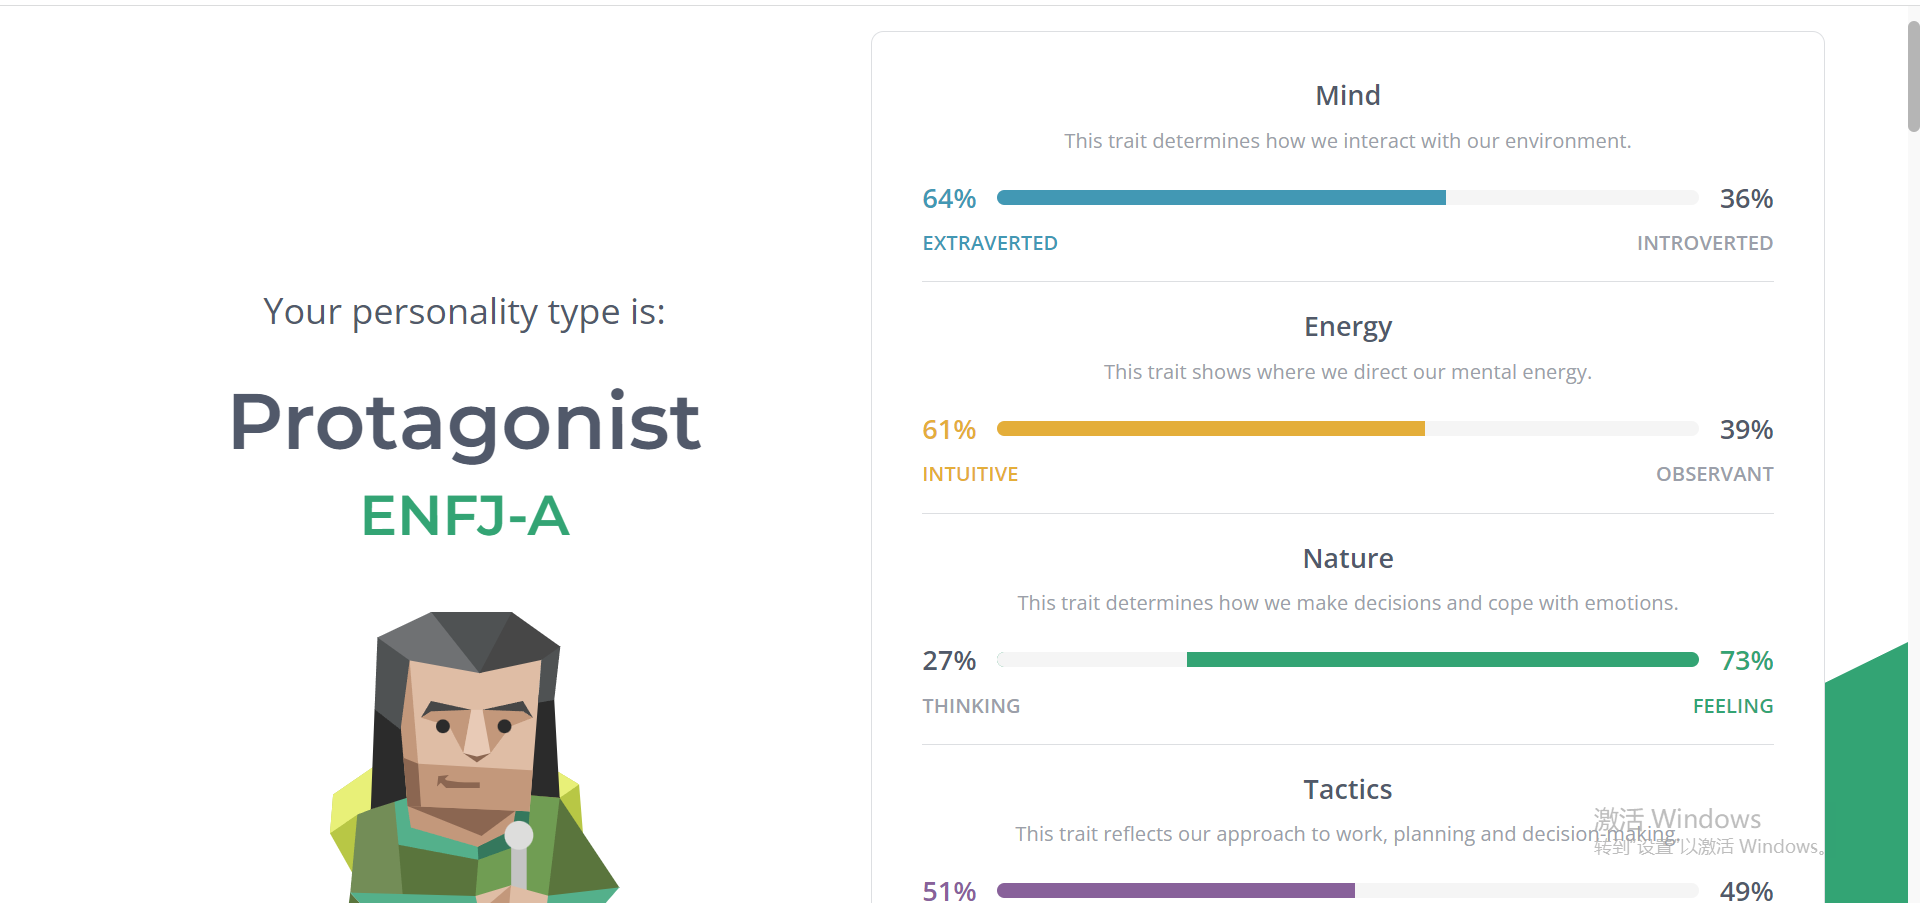 Your personality type is:
Protagonist
ENFJ-A
Mind
This trait determines how we interact with our environment.
64%
36%
EXTRAVERTED
INTROVERTED
Energy
This trait shows where we direct our mental energy.
61%
39%
INTUITIVE
OBSERVANT
Nature
This trait determines how we make decisions and cope with emotions.
27%
73%
THINKING
FEELING
Tactics
This trait reflects our approach to work, planning and decision-making.
51%
49%
激活 Windows
转到"设置"以激活 Windows。